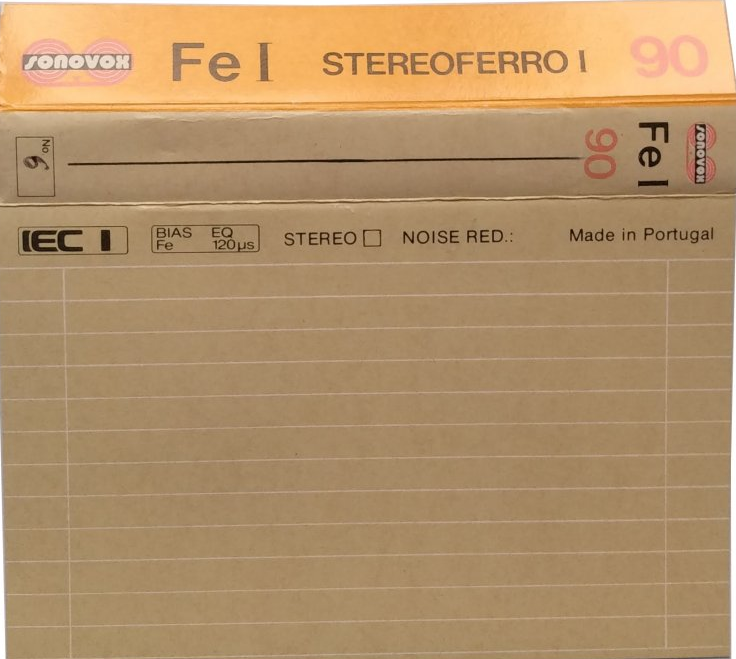 SONOVOX Fe I STEREOFERRO I 90
No 6
90 Fe I SONOVOX
IEC I BIAS EQ STEREO NOISE RED.: Made in Portugal
Fe 120µs